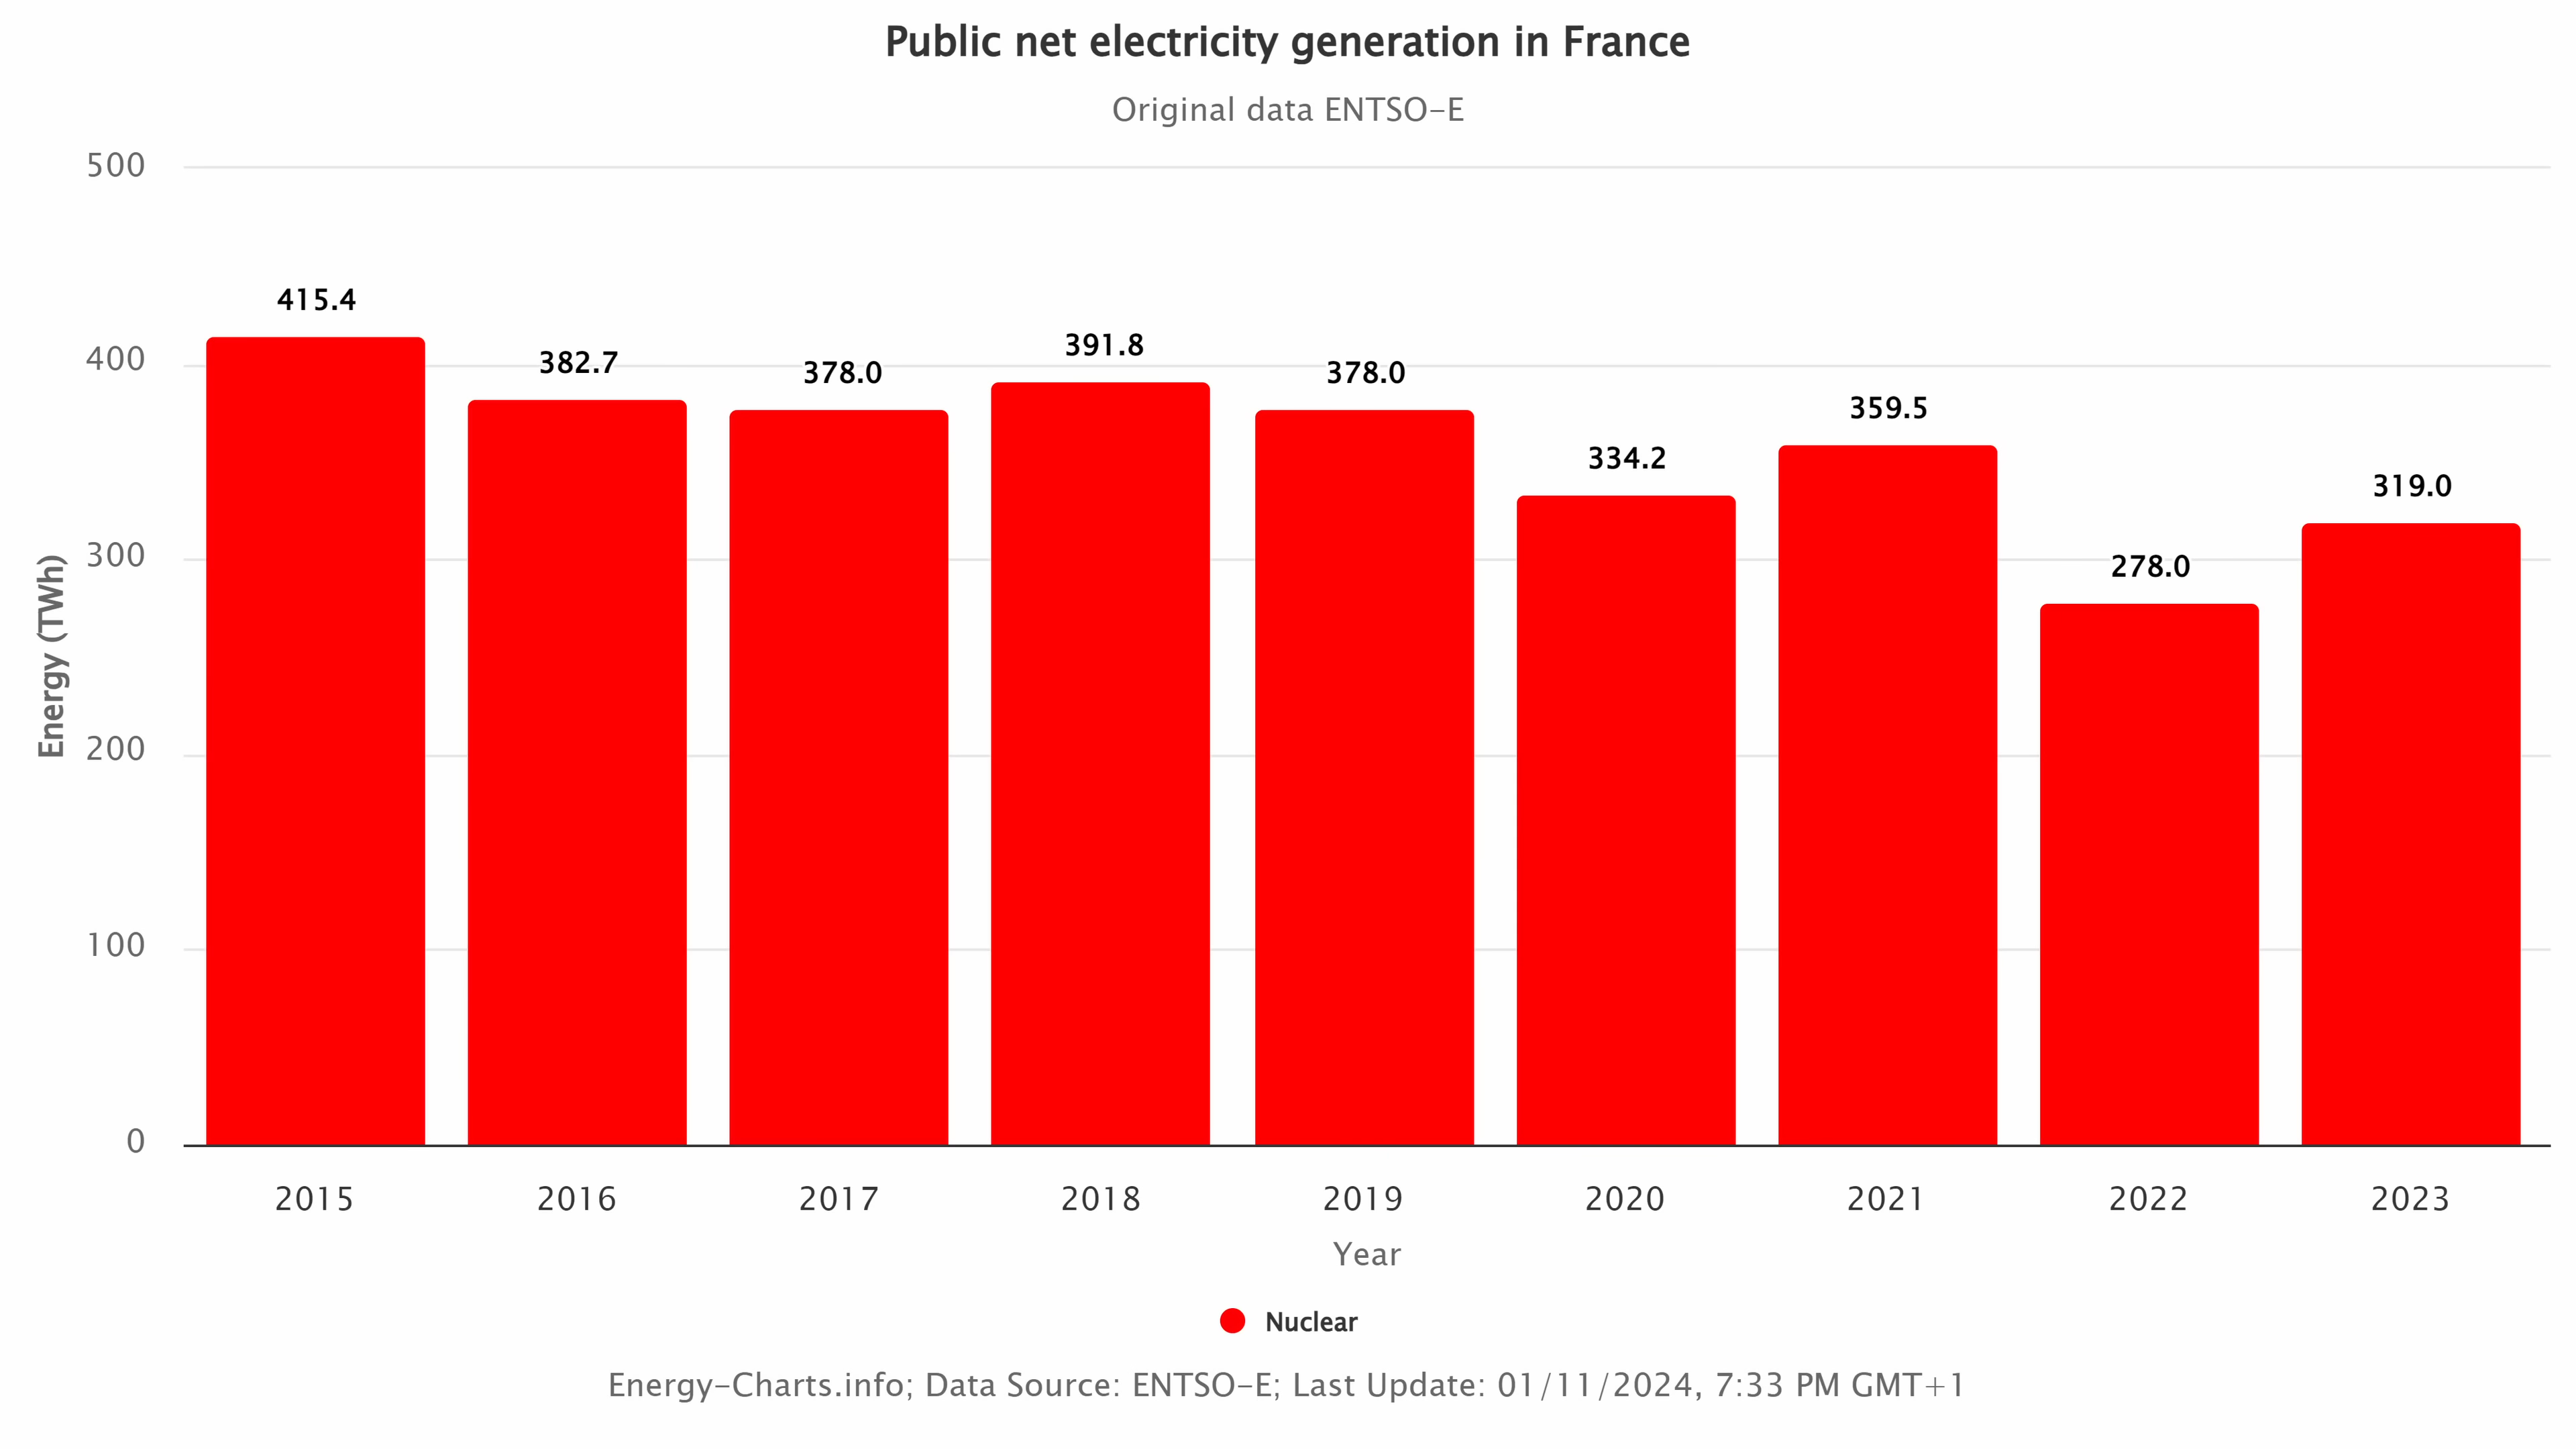 Public net electricity generation in France
Original data ENTSO-E
Energy (TWh)
500
400
300
200
100
0
415.4
382.7
378.0
391.8
378.0
334.2
359.5
278.0
319.0
2015 2016 2017 2018 2019 2020 2021 2022 2023
Year
Nuclear
Energy-Charts.info; Data Source: ENTSO-E; Last Update: 01/11/2024, 7:33 PM GMT+1